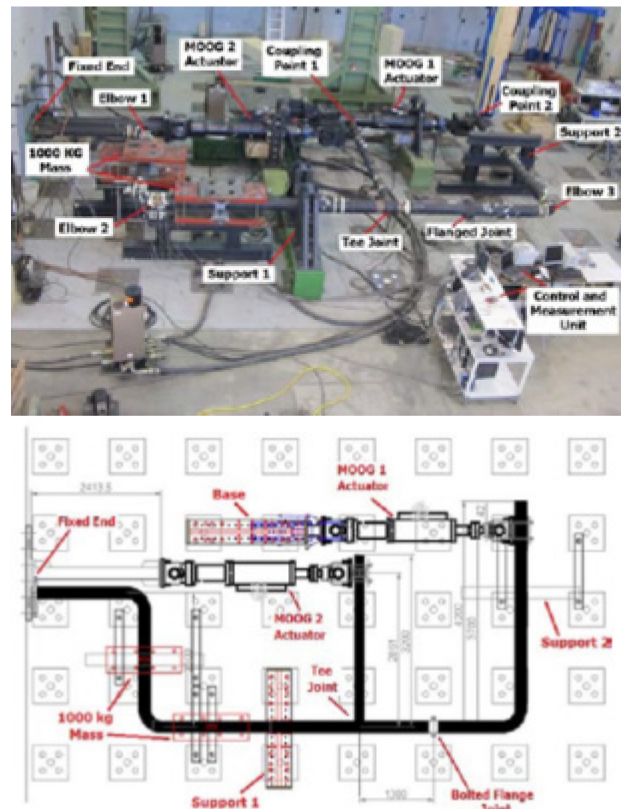 MOOG 2
Actuator
Coupling
Point 1
MOOG 1
Actuator
Fixed End
Coupling
Point 2
Elbow 1
Support 2
1000 KG
Mass
Elbow 3
Elbow 2
Tee Joint
Flanged Joint
Support 1
Control and
Measurement
Unit
MOOG 1
Actuator
2413.5
Base
Fixed End
42
MOOG 2
Actuator
Support 2
Tee
Joint
1000 kg
Mass
1300
Support 1
Bolted Flange
Joint